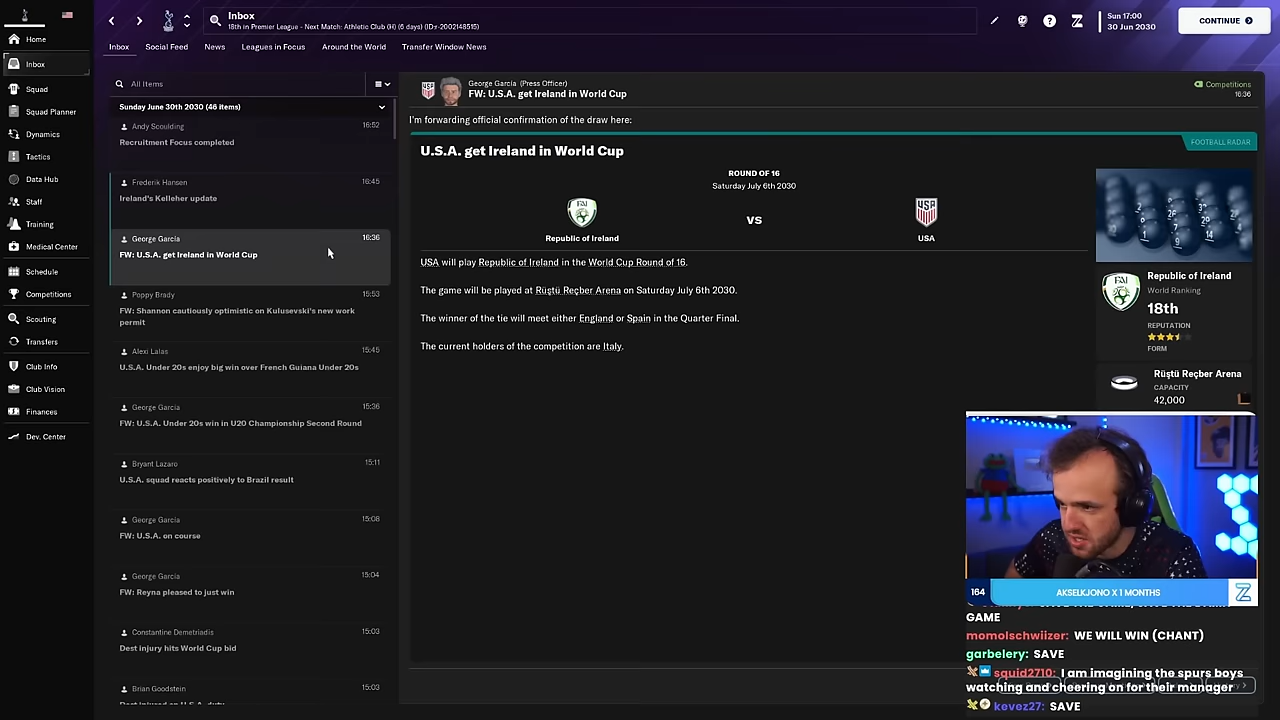 Inbox
18th in Premier League - Next Match: Athletic Club (H) (6 days) (ID:r-2002148515)
Sun 17:00
30 Jun 2030
CONTINUE
Inbox
Social Feed
News
Leagues in Focus
Around the World
Transfer Window News
Home
Inbox
Squad
Squad Planner
Dynamics
Tactics
Data Hub
Staff
Training
Medical Center
Schedule
Competitions
Scouting
Transfers
Club Info
Club Vision
Finances
Dev. Center
All Items
Sunday June 30th 2030 (46 items)
Andy Scoulding 16:52
Recruitment Focus completed
Frederik Hansen 16:45
Ireland's Kelleher update
George García 16:36
FW: U.S.A. get Ireland in World Cup
Poppy Brady 15:53
FW: Shannon cautiously optimistic on Kulusevski's new work
permit
Alexi Lalas 15:45
U.S.A. Under 20s enjoy big win over French Guiana Under 20s
George García 15:36
FW: U.S.A. Under 20s win in U20 Championship Second Round
Bryant Lazaro 15:11
U.S.A. squad reacts positively to Brazil result
George García 15:08
FW: U.S.A. on course
George García 15:04
FW: Reyna pleased to just win
Constantine Demetriadis 15:03
Dest injury hits World Cup bid
Brian Goodstein 15:03
Dest injured on U.S.A. duty
George García (Press Officer)
FW: U.S.A. get Ireland in World Cup
Competitions
16:36
I'm forwarding official confirmation of the draw here:
FOOTBALL RADAR
U.S.A. get Ireland in World Cup
ROUND OF 16
Saturday July 6th 2030
FAI
USA
VS
Republic of Ireland
USA
USA will play Republic of Ireland in the World Cup Round of 16.
The game will be played at Rüştü Reçber Arena on Saturday July 6th 2030.
The winner of the tie will meet either England or Spain in the Quarter Final.
The current holders of the competition are Italy.
Republic of Ireland
World Ranking
18th
REPUTATION
FORM
Rüştü Reçber Arena
CAPACITY
42,000
164
AKSELKJONO X 1 MONTHS
GAME
momolschwiizer: WE WILL WIN (CHANT)
garbelery: SAVE
squid2710: I am imagining the spurs boys
watching and cheering on for their manager
kevez27: SAVE